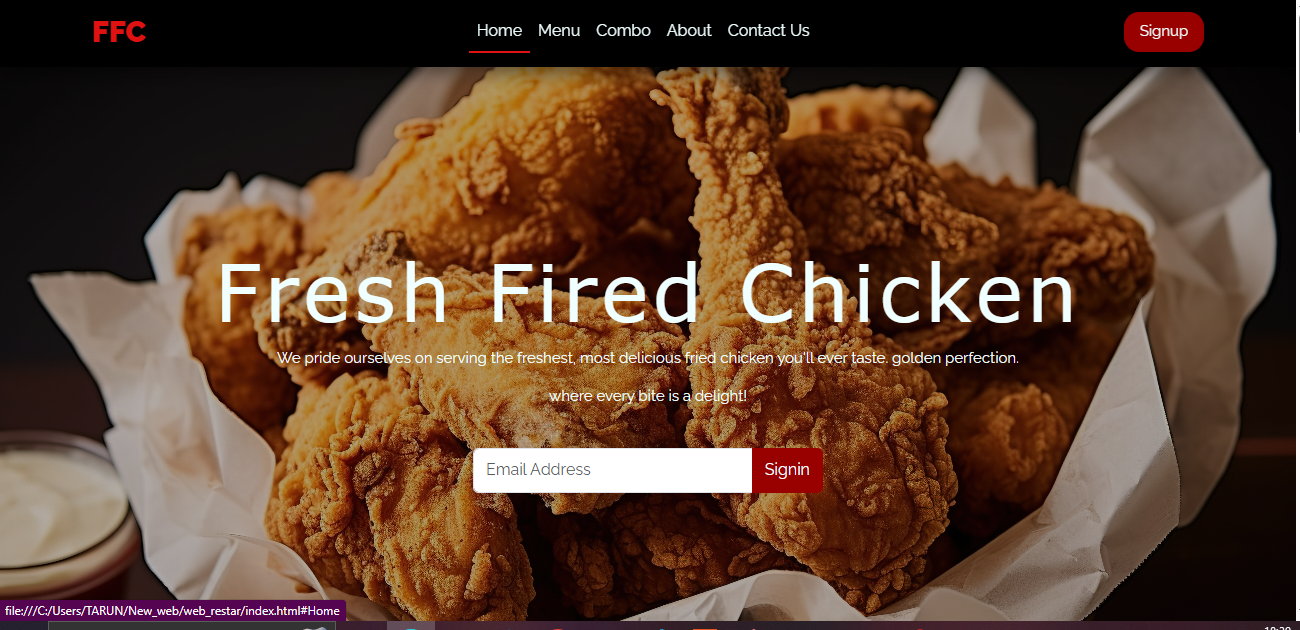 FFC
Home Menu Combo About Contact Us
Signup
Fresh Fired Chicken
We pride ourselves on serving the freshest, most delicious fried chicken you'll ever taste. golden perfection.
where every bite is a delight!
Email Address Signin
file:///C:/Users/TARUN/New_web/web_restar/index.html#Home